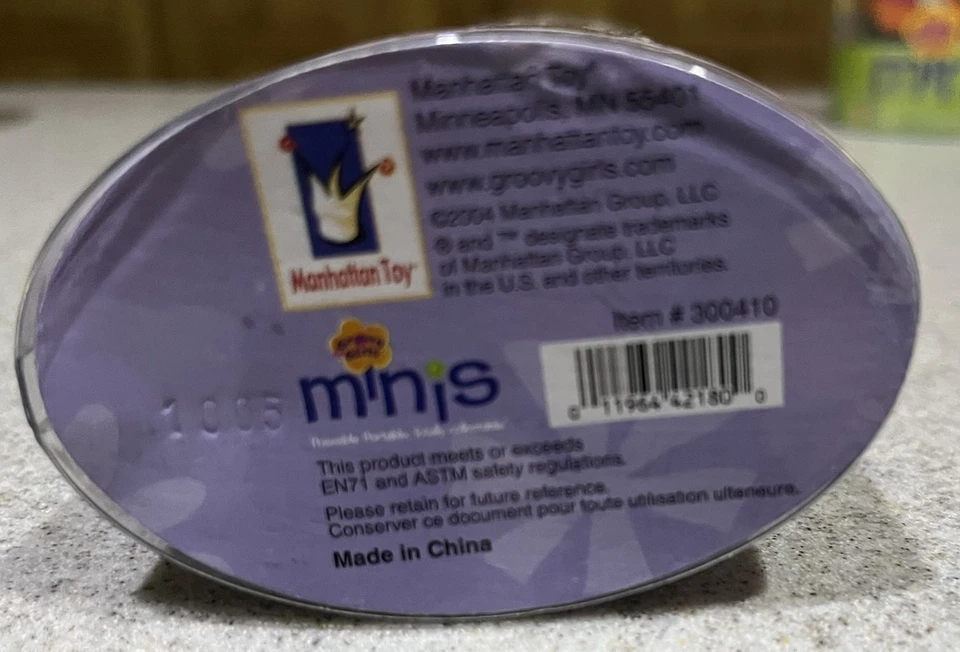 Manhattan Toy
Manhattan Toy®
Minneapolis, MN 55401
www.manhattantoy.com
www.groovygirls.com
©2004 Manhattan Group, LLC
® and ™ designate trademarks
of Manhattan Group, LLC
in the U.S. and other territories.
Item # 300410
0 11964 42180 0
groovy
girls
minis
1005
This product meets or exceeds
EN71 and ASTM safety regulations.
Please retain for future reference.
Conserver ce document pour toute utilisation ulterieure.
Made in China